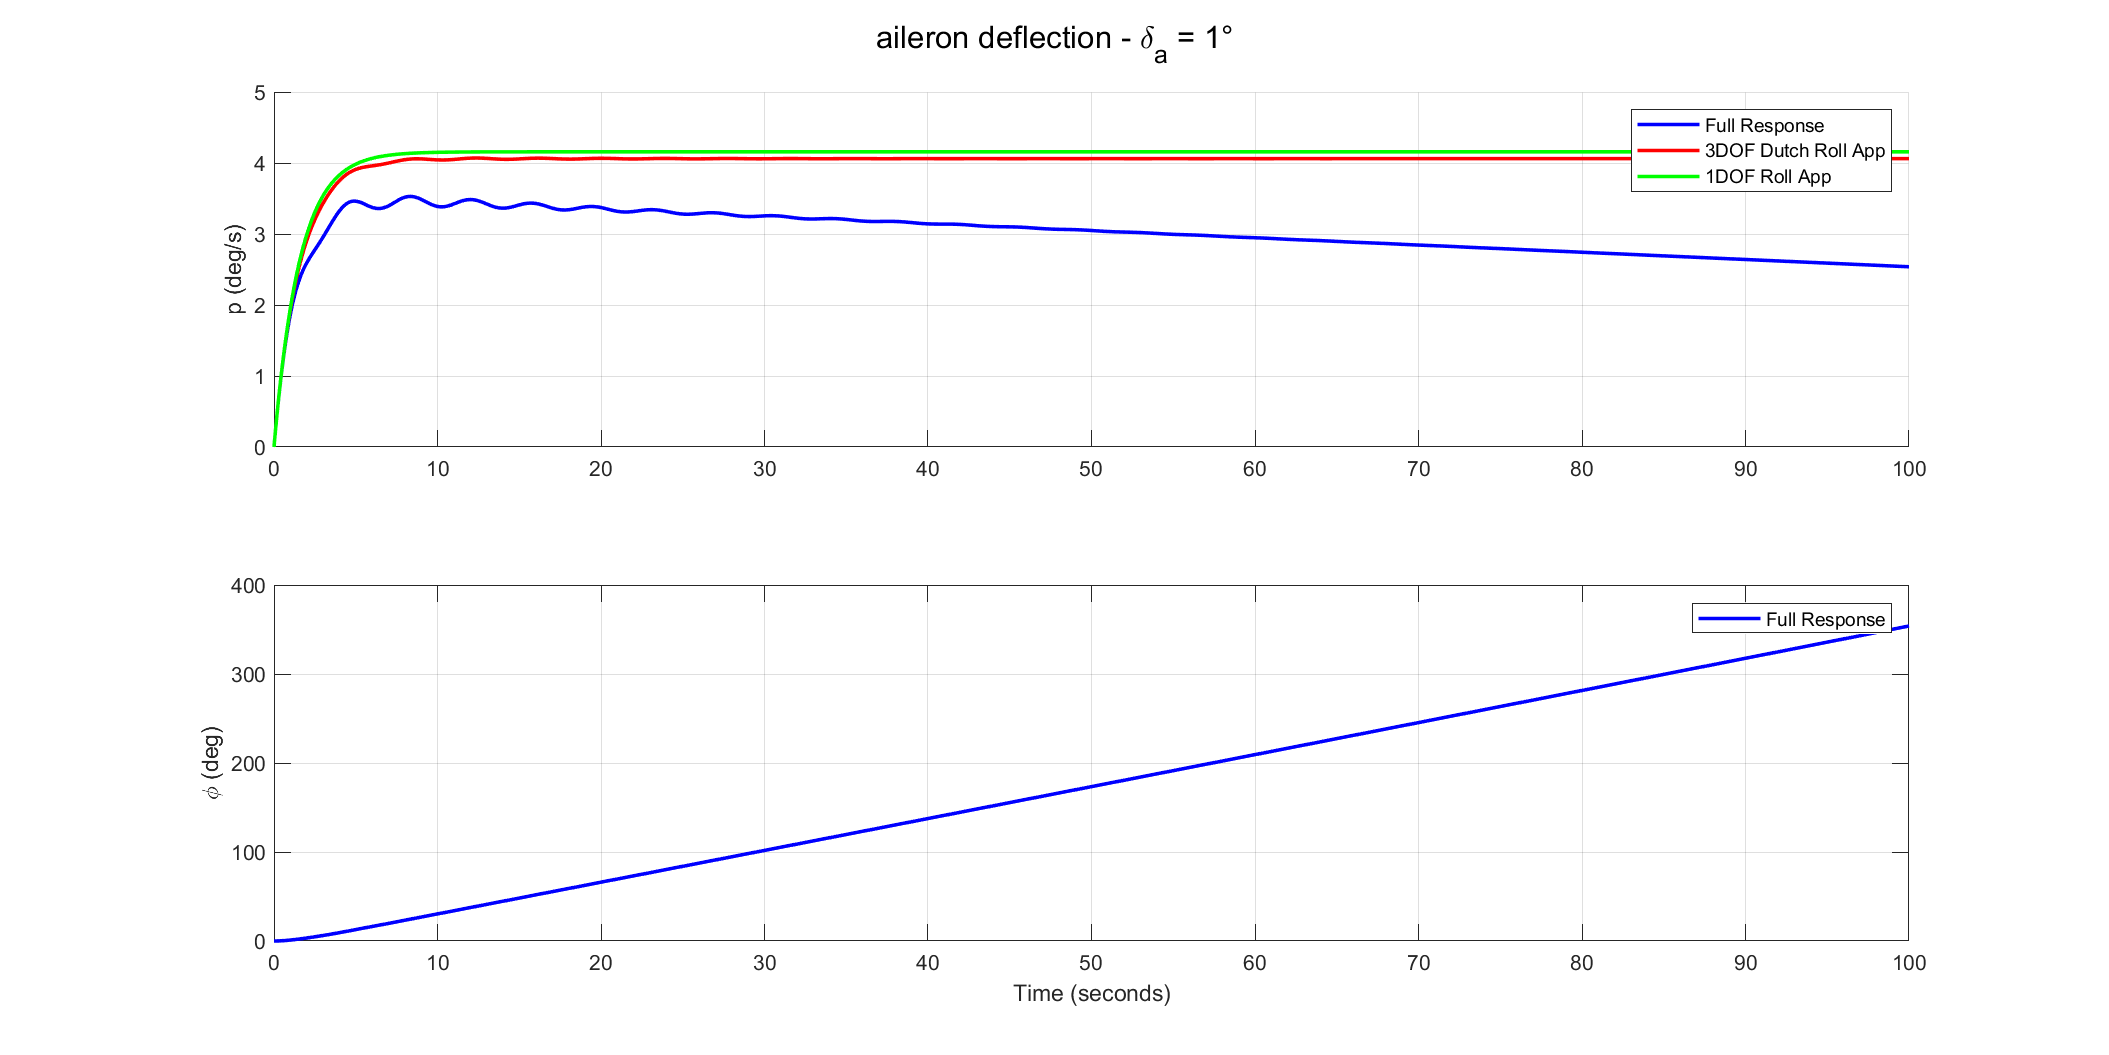 aileron deflection - δa = 1°
5
4
3
2
1
0
p (deg/s)
Full Response
3DOF Dutch Roll App
1DOF Roll App
0 10 20 30 40 50 60 70 80 90 100
400
300
200
100
0
ϕ (deg)
Full Response
0 10 20 30 40 50 60 70 80 90 100
Time (seconds)